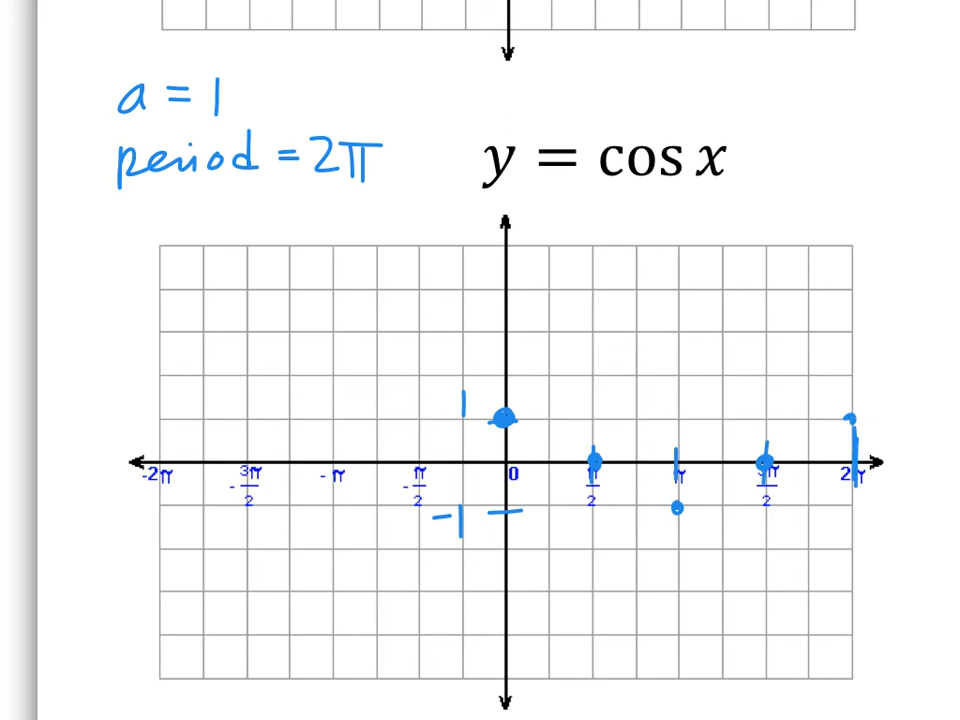 a = 1
period = 2π
y = cos x
1
-2π -3π/2 -π -π/2 0 π/2 π 3π/2 2π
-1